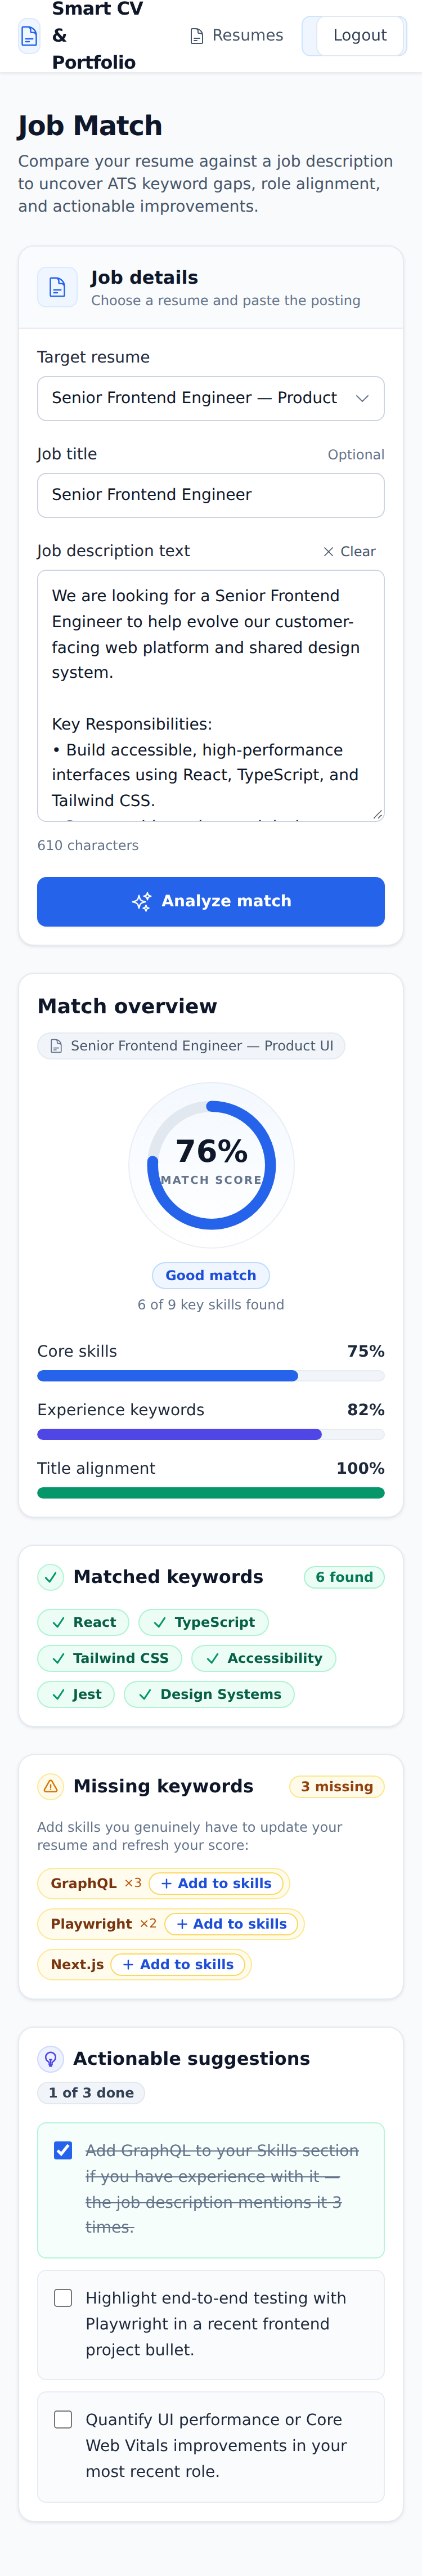 Smart CV
&
Portfolio
Resumes
Logout
Job Match
Compare your resume against a job description
to uncover ATS keyword gaps, role alignment,
and actionable improvements.
Job details
Choose a resume and paste the posting
Target resume
Senior Frontend Engineer — Product
Job title
Optional
Senior Frontend Engineer
Job description text
Clear
We are looking for a Senior Frontend
Engineer to help evolve our customer-
facing web platform and shared design
system.
Key Responsibilities:
• Build accessible, high-performance
interfaces using React, TypeScript, and
Tailwind CSS.
610 characters
Analyze match
Match overview
Senior Frontend Engineer — Product UI
76%
MATCH SCORE
Good match
6 of 9 key skills found
Core skills
75%
Experience keywords
82%
Title alignment
100%
Matched keywords
6 found
React
TypeScript
Tailwind CSS
Accessibility
Jest
Design Systems
Missing keywords
3 missing
Add skills you genuinely have to update your
resume and refresh your score:
GraphQL ×3 + Add to skills
Playwright ×2 + Add to skills
Next.js + Add to skills
Actionable suggestions
1 of 3 done
Add GraphQL to your Skills section
if you have experience with it —
the job description mentions it 3
times.
Highlight end-to-end testing with
Playwright in a recent frontend
project bullet.
Quantify UI performance or Core
Web Vitals improvements in your
most recent role.